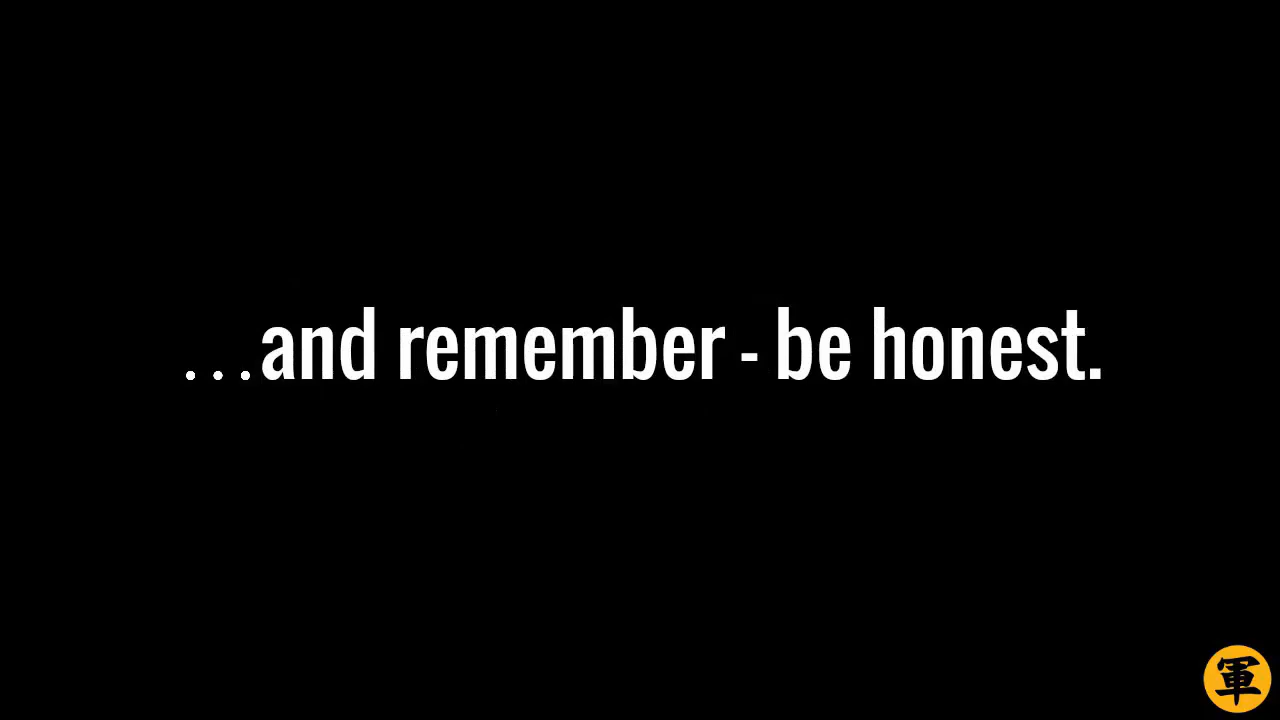 …and remember - be honest.
軍